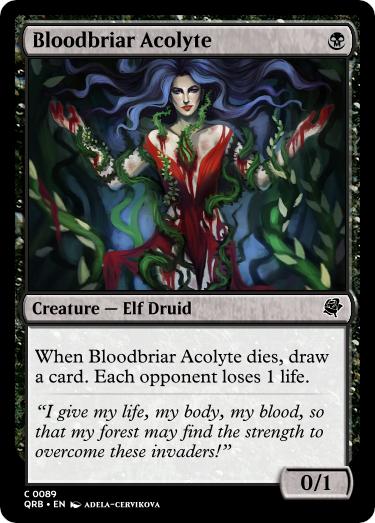 Bloodbriar Acolyte
Creature — Elf Druid
When Bloodbriar Acolyte dies, draw
a card. Each opponent loses 1 life.
“I give my life, my body, my blood, so
that my forest may find the strength to
overcome these invaders!”
0/1
C 0089
QRB • EN ADELA-CERVIKOVA